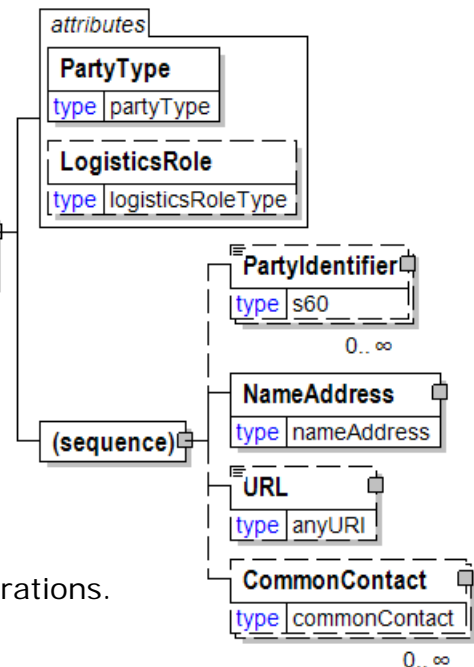 attributes
PartyType
type partyType
LogisticsRole
type logisticsRoleType
PartyIdentifier
type s60
0.. ∞
NameAddress
type nameAddress
(sequence)
URL
type anyURI
CommonContact
type commonContact
0.. ∞
rations.